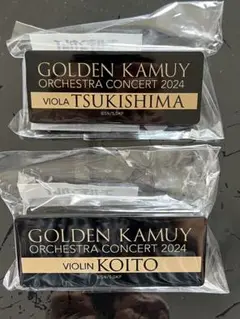 GOLDEN KAMUY
ORCHESTRA CONCERT 2024
VIOLA TSUKISHIMA
GOLDEN KAMUY
ORCHESTRA CONCERT 2024
VIOLIN KOITO